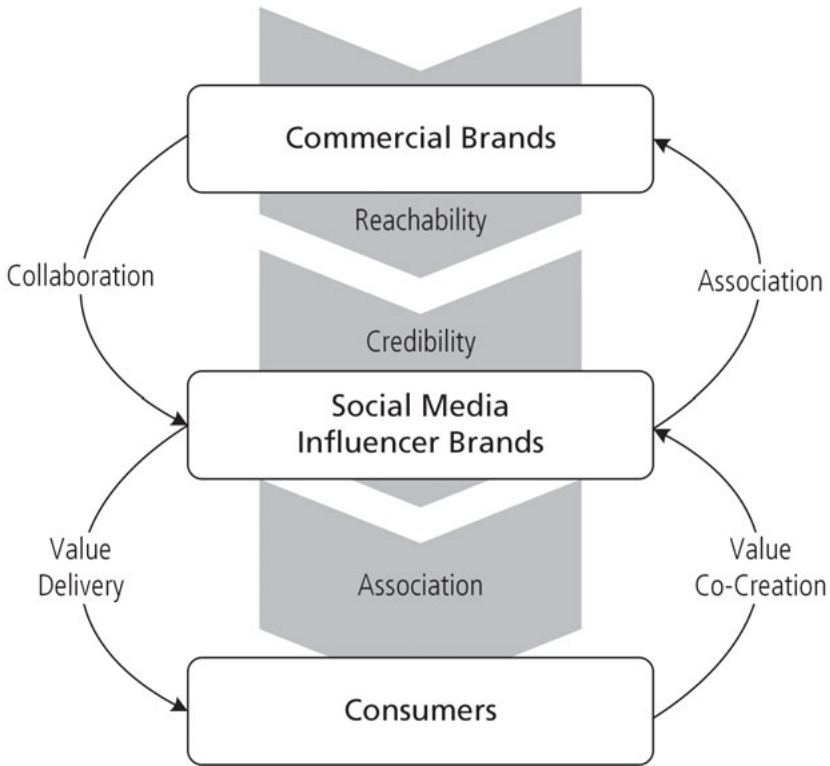 Commercial Brands
Reachability
Collaboration
Association
Credibility
Social Media
Influencer Brands
Value
Delivery
Association
Value
Co-Creation
Consumers